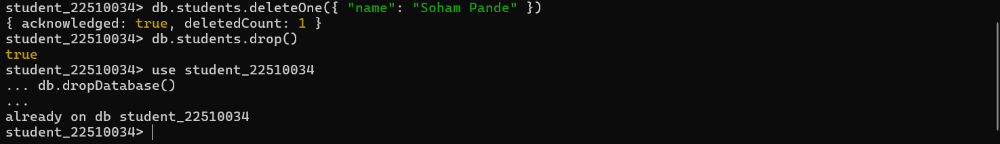 student_22510034> db.students.deleteOne({ "name": "Soham Pande" })
{ acknowledged: true, deletedCount: 1 }
student_22510034> db.students.drop()
true
student_22510034> use student_22510034
... db.dropDatabase()
...
already on db student_22510034
student_22510034>